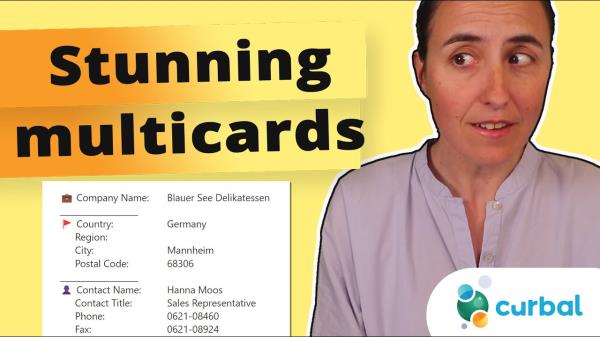 Stunning
multicards
Company Name: Blauer See Delikatessen
Country: Germany
Region:
City: Mannheim
Postal Code: 68306
Contact Name: Hanna Moos
Contact Title: Sales Representative
Phone: 0621-08460
Fax: 0621-08924
curbal